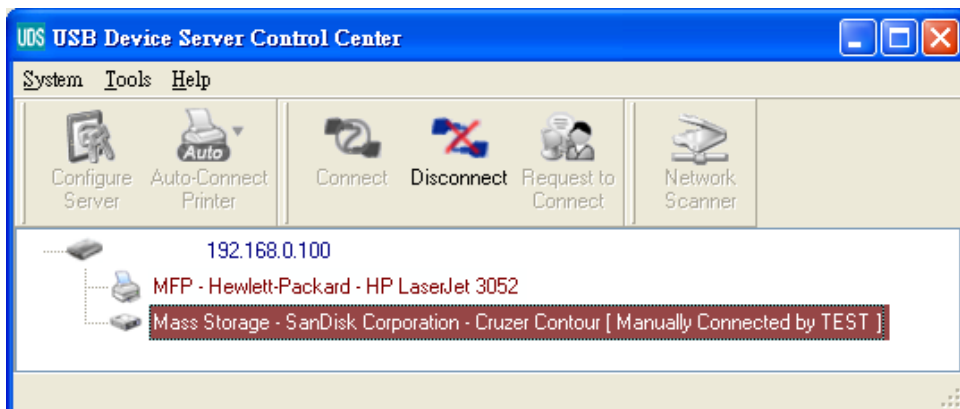 UDS USB Device Server Control Center
System Tools Help
Configure Server
Auto Auto-Connect Printer
Connect
Disconnect
Request to Connect
Network Scanner
192.168.0.100
MFP - Hewlett-Packard - HP LaserJet 3052
Mass Storage - SanDisk Corporation - Cruzer Contour [ Manually Connected by TEST ]